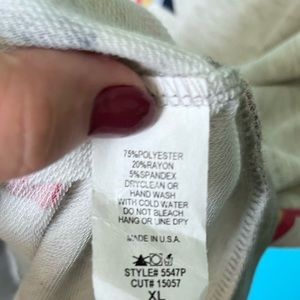 75%POLYESTER
20%RAYON
5%SPANDEX
DRYCLEAN OR
HAND WASH
WITH COLD WATER
DO NOT BLEACH
HANG OR LINE DRY
MADE IN U.S.A.
STYLE# 5547P
CUT# 15057
XL